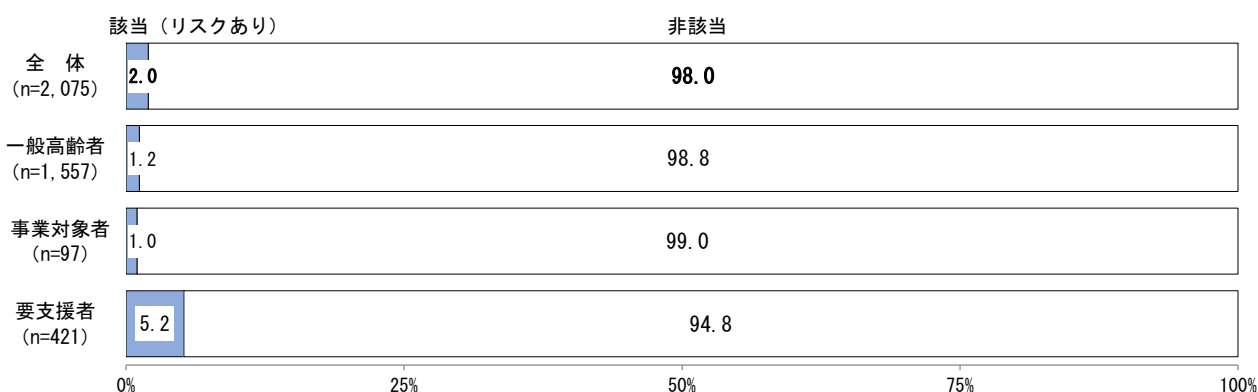 該当（リスクあり） 非該当
全　体
(n=2,075)
2.0 98.0
一般高齢者
(n=1,557)
1.2 98.8
事業対象者
(n=97)
1.0 99.0
要支援者
(n=421)
5.2 94.8
0% 25% 50% 75% 100%